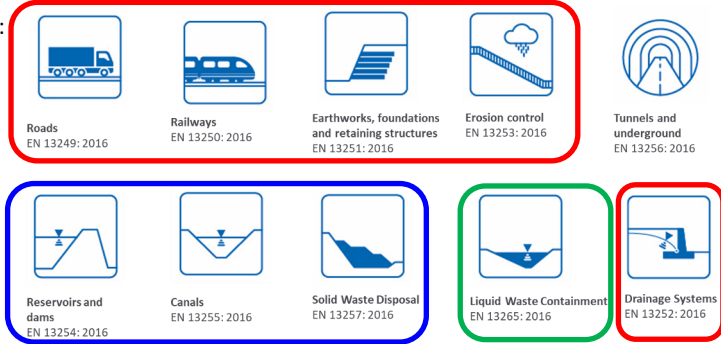 :
Roads
EN 13249: 2016
Railways
EN 13250: 2016
Earthworks, foundations
and retaining structures
EN 13251: 2016
Erosion control
EN 13253: 2016
Tunnels and
underground
EN 13256: 2016
Reservoirs and
dams
EN 13254: 2016
Canals
EN 13255: 2016
Solid Waste Disposal
EN 13257: 2016
Liquid Waste Containment
EN 13265: 2016
Drainage Systems
EN 13252: 2016